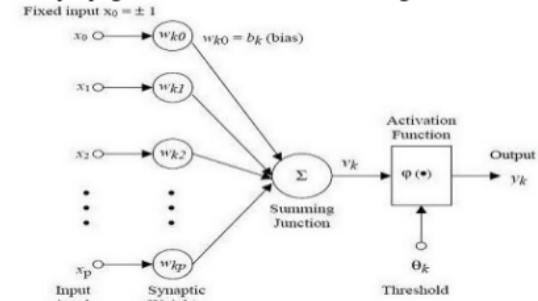 Fixed input x0 = ± 1
x0
wk0
wk0 = bk (bias)
x1
wk1
Activation
Function
x2
wk2
Σ
vk
φ (•)
Output
yk
Summing
Junction
xp
wkp
θk
Input
Synaptic
Threshold